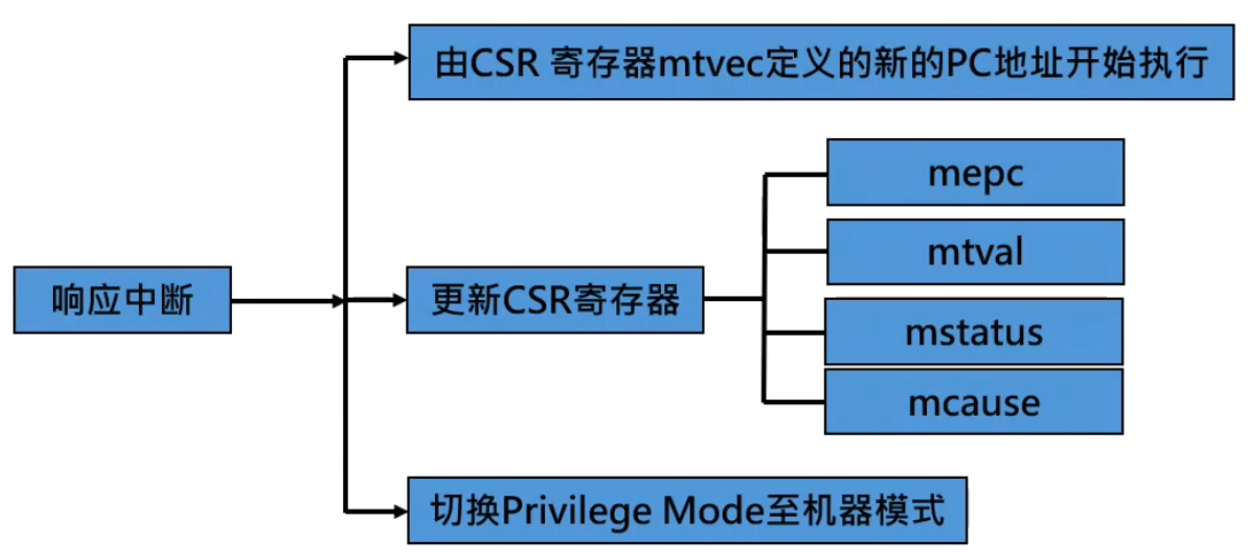 由CSR 寄存器mtvec定义的新的PC地址开始执行
mepc
mtval
响应中断
更新CSR寄存器
mstatus
mcause
切换Privilege Mode至机器模式